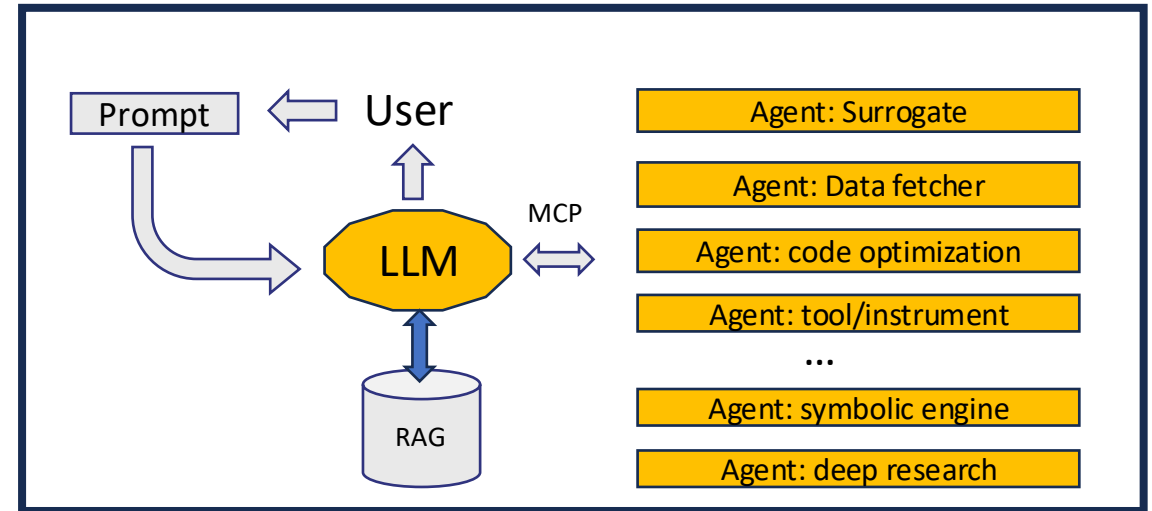 Prompt
User
MCP
LLM
RAG
Agent: Surrogate
Agent: Data fetcher
Agent: code optimization
Agent: tool/instrument
...
Agent: symbolic engine
Agent: deep research